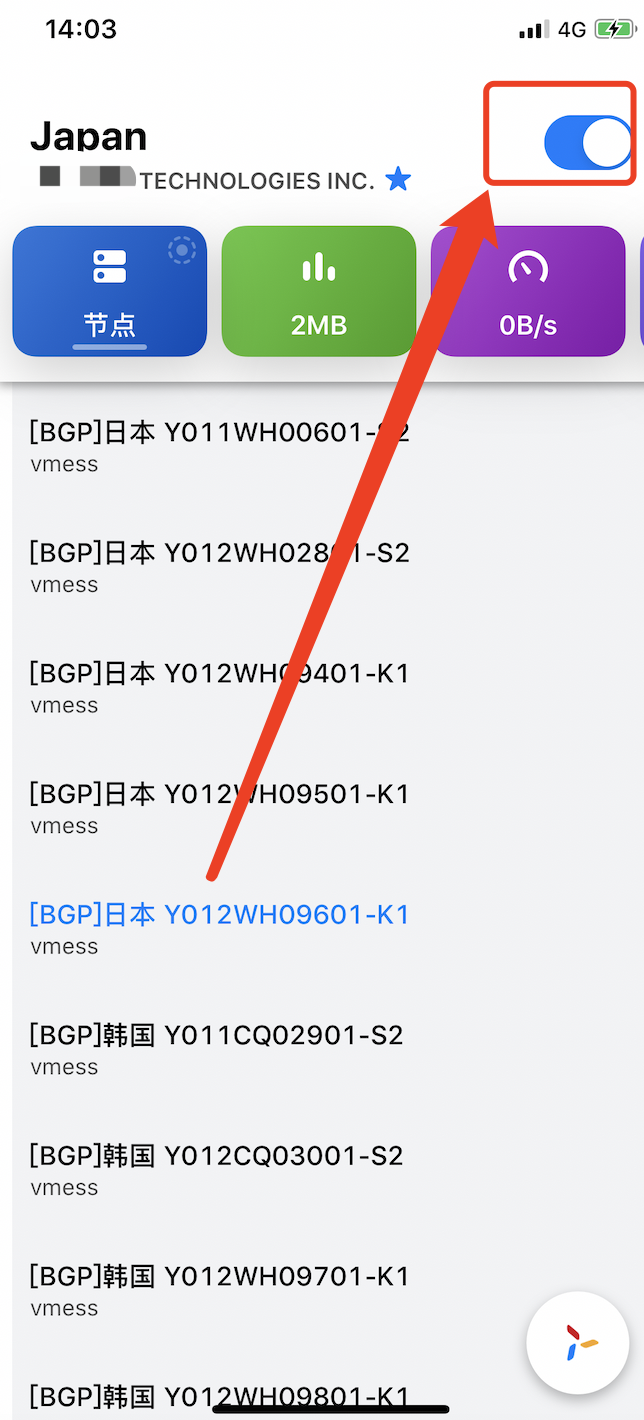 14:03
4G
Japan
TECHNOLOGIES INC.
节点
2MB
0B/s
[BGP]日本 Y011WH00601-S2
vmess
[BGP]日本 Y012WH02801-S2
vmess
[BGP]日本 Y012WH09401-K1
vmess
[BGP]日本 Y012WH09501-K1
vmess
[BGP]日本 Y012WH09601-K1
vmess
[BGP]韩国 Y011CQ02901-S2
vmess
[BGP]韩国 Y012CQ03001-S2
vmess
[BGP]韩国 Y012WH09701-K1
vmess
[BGP]韩国 Y012WH09801-K1